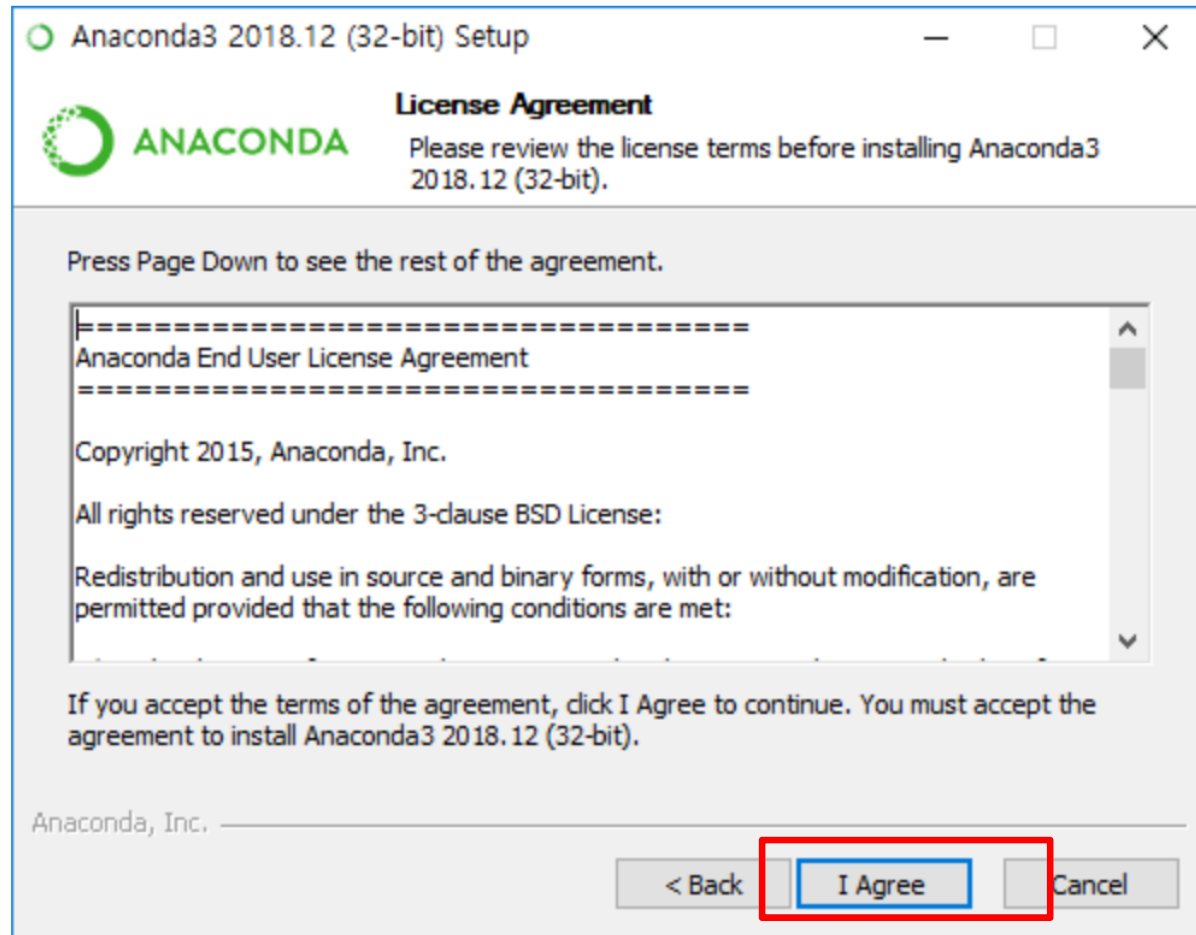 Anaconda3 2018.12 (32-bit) Setup
ANACONDA
License Agreement
Please review the license terms before installing Anaconda3
2018.12 (32-bit).
Press Page Down to see the rest of the agreement.
===================================
Anaconda End User License Agreement
===================================
Copyright 2015, Anaconda, Inc.
All rights reserved under the 3-clause BSD License:
Redistribution and use in source and binary forms, with or without modification, are
permitted provided that the following conditions are met:
If you accept the terms of the agreement, click I Agree to continue. You must accept the
agreement to install Anaconda3 2018.12 (32-bit).
Anaconda, Inc.
< Back
I Agree
Cancel